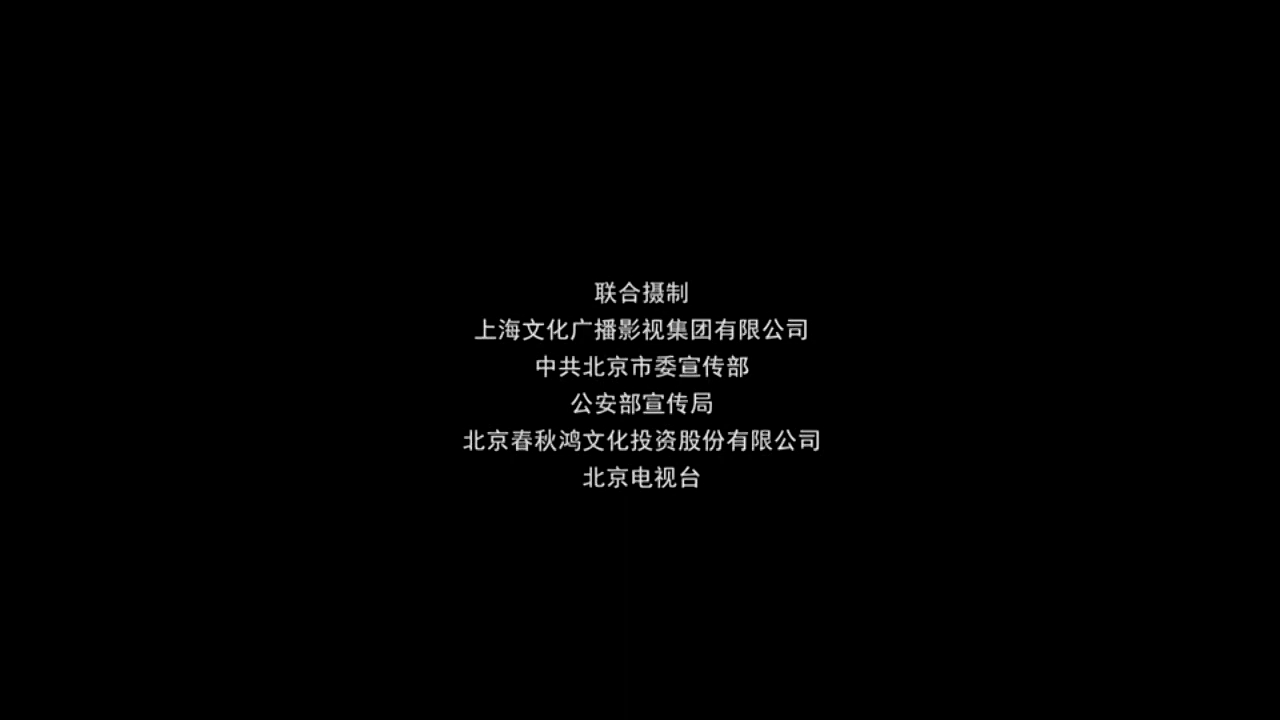 联合摄制
上海文化广播影视集团有限公司
中共北京市委宣传部
公安部宣传局
北京春秋鸿文化投资股份有限公司
北京电视台